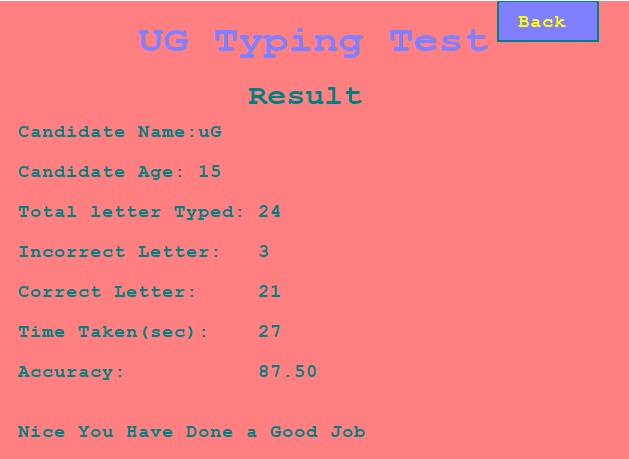 Back
UG Typing Test
Result
Candidate Name:uG
Candidate Age: 15
Total letter Typed: 24
Incorrect Letter: 3
Correct Letter: 21
Time Taken(sec): 27
Accuracy: 87.50
Nice You Have Done a Good Job